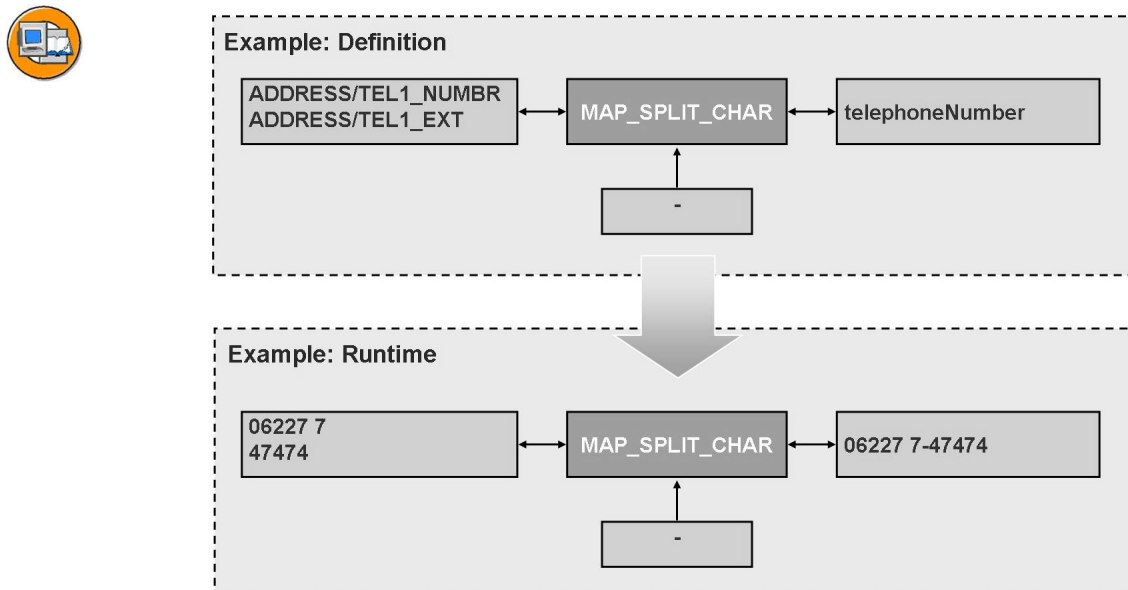 Example: Definition
ADDRESS/TEL1_NUMBR
ADDRESS/TEL1_EXT
MAP_SPLIT_CHAR
telephoneNumber
-
Example: Runtime
06227 7
47474
MAP_SPLIT_CHAR
06227 7-47474
-